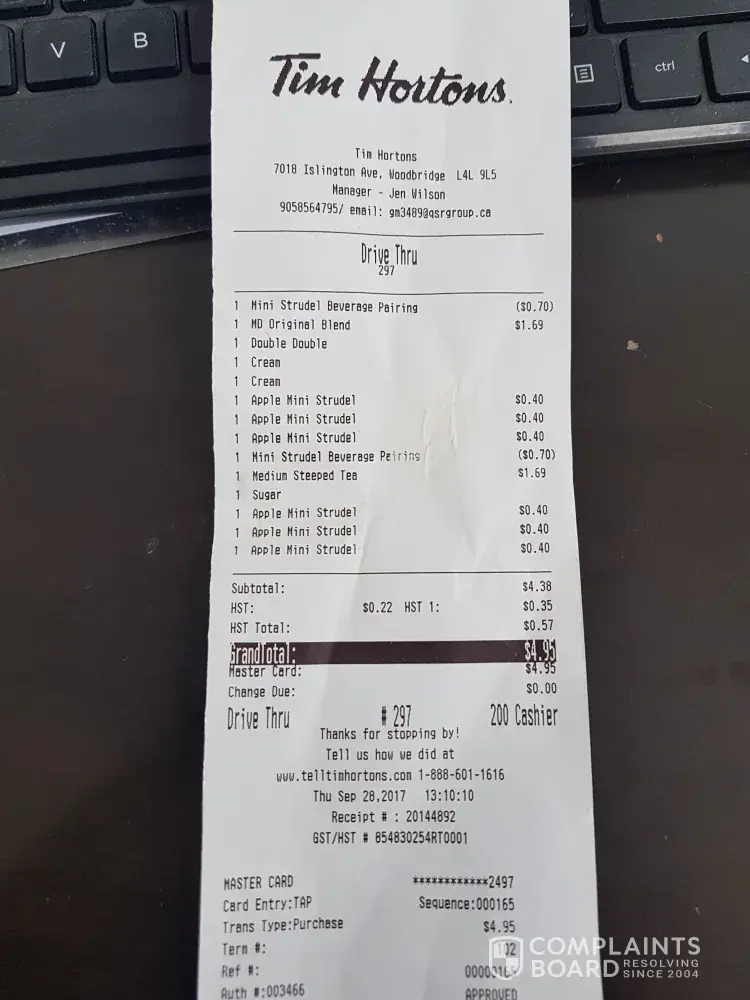 V
B
ctrl
Tim Hortons.
Tim Hortons
7018 Islington Ave, Woodbridge L4L 9L5
Manager - Jen Wilson
9058564795/ email: gm3489@qsrgroup.ca
Drive Thru
297
1 Mini Strudel Beverage Pairing ($0.70)
1 MD Original Blend $1.69
1 Double Double
1 Cream
1 Cream
1 Apple Mini Strudel $0.40
1 Apple Mini Strudel $0.40
1 Apple Mini Strudel $0.40
1 Mini Strudel Beverage Pairing ($0.70)
1 Medium Steeped Tea $1.69
1 Sugar
1 Apple Mini Strudel $0.40
1 Apple Mini Strudel $0.40
1 Apple Mini Strudel $0.40
Subtotal: $4.38
HST: $0.22 HST 1: $0.35
HST Total: $0.57
GrandTotal: $4.95
Master Card: $4.95
Change Due: $0.00
Drive Thru # 297 200 Cashier
Thanks for stopping by!
Tell us how we did at
www.telltimhortons.com 1-888-601-1616
Thu Sep 28,2017 13:10:10
Receipt # : 20144892
GST/HST # 854830254RT0001
MASTER CARD ************2497
Card Entry:TAP Sequence:000165
Trans Type:Purchase $4.95
Term #:
Ref #:
Auth #:003466 APPROVED
COMPLAINTS
BOARD RESOLVING
SINCE 2004